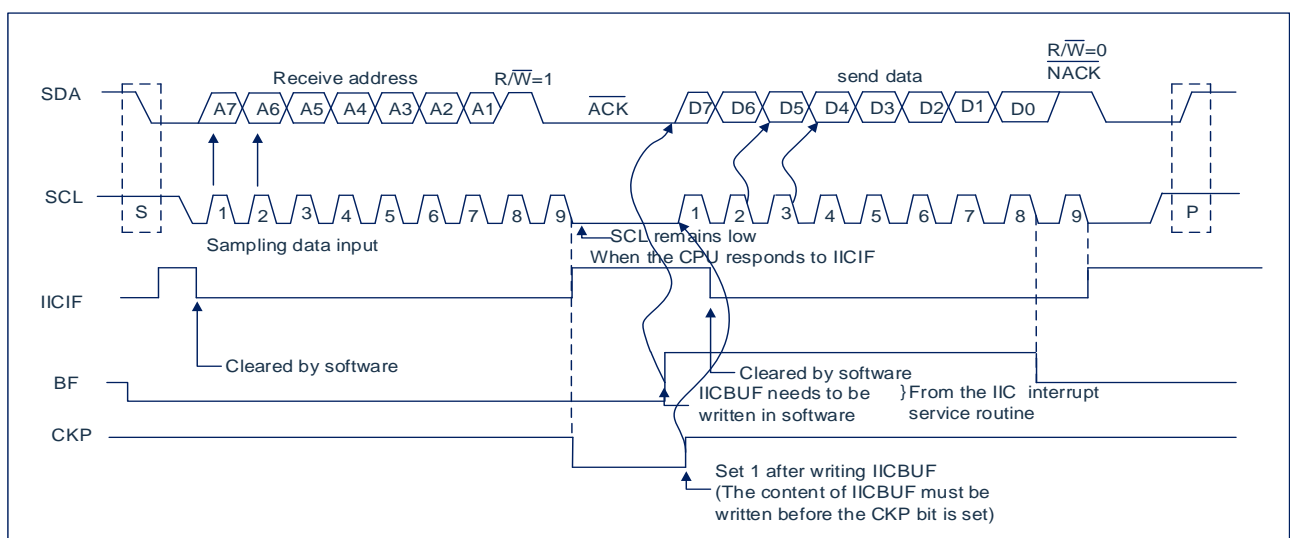 Receive address
R/W̅=1
send data
R/W̅=0
N̅A̅C̅K̅
SDA
A7 A6 A5 A4 A3 A2 A1
A̅C̅K̅
D7 D6 D5 D4 D3 D2 D1 D0
SCL
S
1 2 3 4 5 6 7 8 9
1 2 3 4 5 6 7 8 9
P
Sampling data input
SCL remains low
When the CPU responds to IICIF
IICIF
Cleared by software
Cleared by software
BF
IICBUF needs to be
written in software
}From the IIC interrupt
service routine
CKP
Set 1 after writing IICBUF
(The content of IICBUF must be
written before the CKP bit is set)